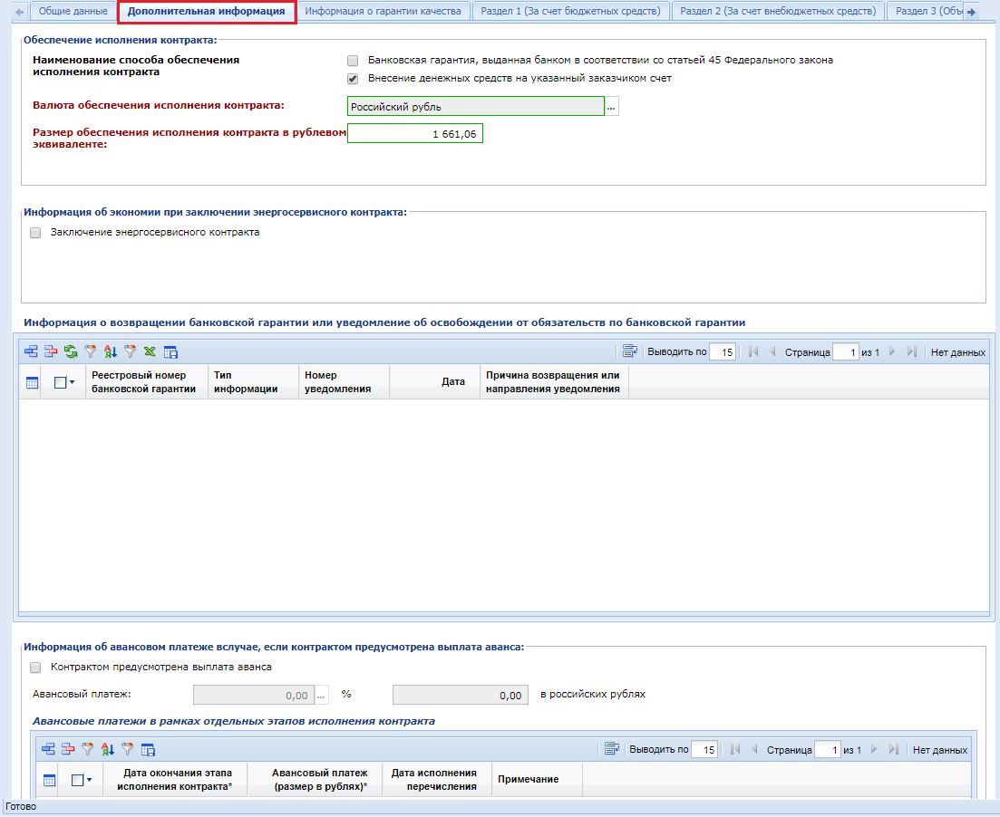 Общие данные
Дополнительная информация
Информация о гарантии качества
Раздел 1 (За счет бюджетных средств)
Раздел 2 (За счет внебюджетных средств)
Раздел 3 (Объ
Обеспечение исполнения контракта:
Наименование способа обеспечения
исполнения контракта
Банковская гарантия, выданная банком в соответствии со статьей 45 Федерального закона
Внесение денежных средств на указанный заказчиком счет
Валюта обеспечения исполнения контракта:
Российский рубль
...
Размер обеспечения исполнения контракта в рублевом
эквиваленте:
1 661,06
Информация об экономии при заключении энергосервисного контракта:
Заключение энергосервисного контракта
Информация о возвращении банковской гарантии или уведомление об освобождении от обязательств по банковской гарантии
Выводить по 15
Страница 1 из 1
Нет данных
Реестровый номер
банковской гарантии
Тип
информации
Номер
уведомления
Дата
Причина возвращения или
направления уведомления
Информация об авансовом платеже вслучае, если контрактом предусмотрена выплата аванса:
Контрактом предусмотрена выплата аванса
Авансовый платеж:
0,00 ... %
0,00 в российских рублях
Авансовые платежи в рамках отдельных этапов исполнения контракта
Выводить по 15
Страница 1 из 1
Нет данных
Дата окончания этапа
исполнения контракта*
Авансовый платеж
(размер в рублях)*
Дата исполнения
перечисления
Примечание
Готово